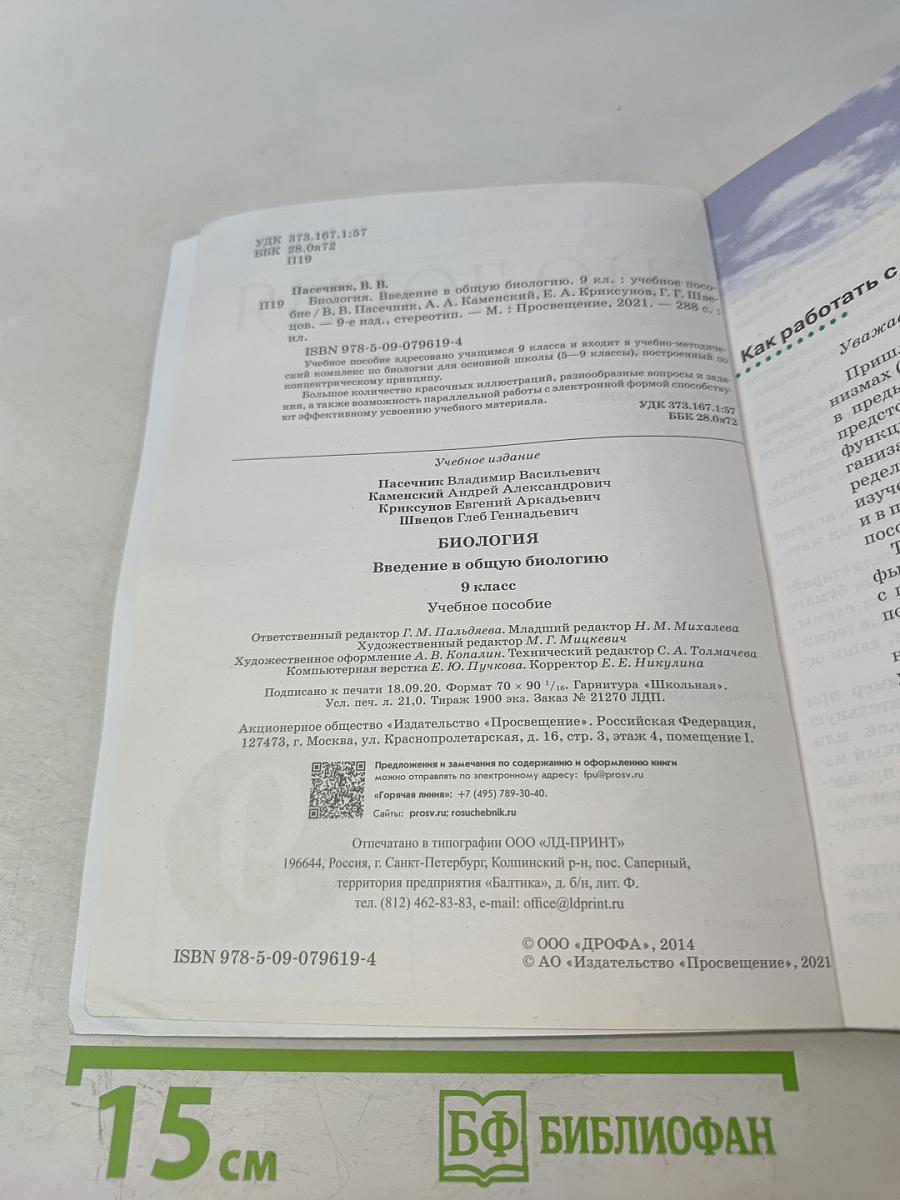 УДК 373.167.1:57
ББК 28.0я72
П19
Пасечник, В. В.
П19 Биология. Введение в общую биологию. 9 кл. : учебное посо-
бие / В. В. Пасечник, А. А. Каменский, Е. А. Криксунов, Г. Г. Шве-
цов. — 9-е изд., стереотип. — М. : Просвещение, 2021. — 288 с. :
ил.
ISBN 978-5-09-079619-4
Учебное пособие адресовано учащимся 9 класса и входит в учебно-методиче-
ский комплекс по биологии для основной школы (5—9 классы), построенный по
концентрическому принципу.
Большое количество красочных иллюстраций, разнообразные вопросы и зада-
ния, а также возможность параллельной работы с электронной формой способству-
ют эффективному усвоению учебного материала.
УДК 373.167.1:57
ББК 28.0я72
Учебное издание
Пасечник Владимир Васильевич
Каменский Андрей Александрович
Криксунов Евгений Аркадьевич
Швецов Глеб Геннадьевич
БИОЛОГИЯ
Введение в общую биологию
9 класс
Учебное пособие
Ответственный редактор Г. М. Пальдяева. Младший редактор Н. М. Михалева
Художественный редактор М. Г. Мицкевич
Художественное оформление А. В. Копалин. Технический редактор С. А. Толмачева
Компьютерная верстка Е. Ю. Пучкова. Корректор Е. Е. Никулина
Подписано к печати 18.09.20. Формат 70 × 90 1/16. Гарнитура «Школьная».
Усл. печ. л. 21,0. Тираж 1900 экз. Заказ № 21270 ЛДП.
Акционерное общество «Издательство «Просвещение». Российская Федерация,
127473, г. Москва, ул. Краснопролетарская, д. 16, стр. 3, этаж 4, помещение I.
Предложения и замечания по содержанию и оформлению книги
можно отправлять по электронному адресу: fpu@prosv.ru
«Горячая линия»: +7 (495) 789-30-40.
Сайты: prosv.ru; rosuchebnik.ru
Отпечатано в типографии ООО «ЛД-ПРИНТ»
196644, Россия, г. Санкт-Петербург, Колпинский р-н, пос. Саперный,
территория предприятия «Балтика», д. б/н, лит. Ф.
тел. (812) 462-83-83, e-mail: office@ldprint.ru
ISBN 978-5-09-079619-4
© ООО «ДРОФА», 2014
© АО «Издательство «Просвещение», 2021
Как работать с
Уважае
Приш
низмах (
в преды
предсто
функци
ганиза
редел
изуче
и в п
посо
Т
фы
с п
по
15 см
БФ БИБЛИОФАН